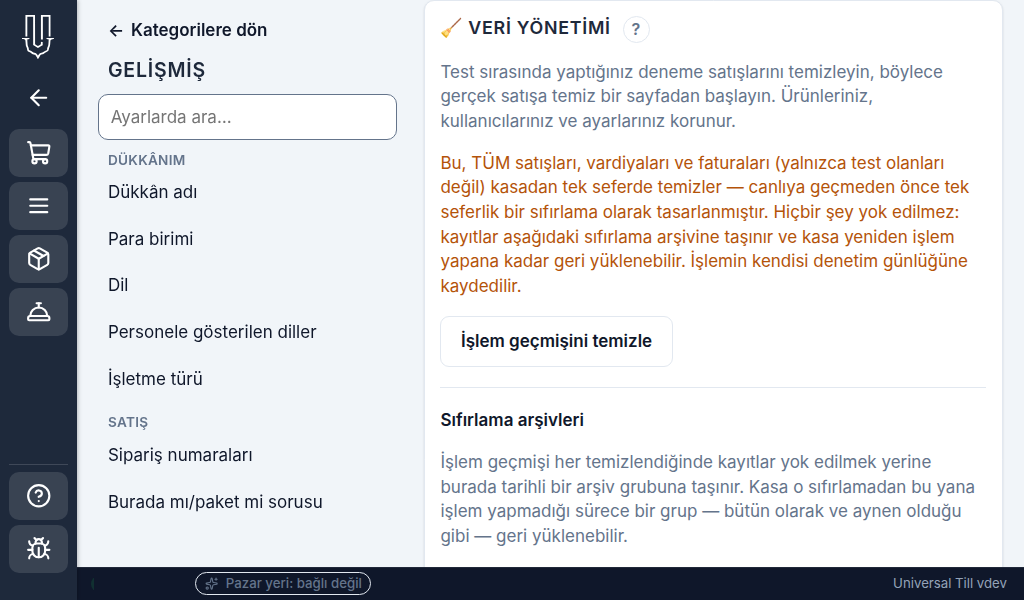 ← Kategorilere dön
GELİŞMİŞ
Ayarlarda ara...
DÜKKÂNIM
Dükkân adı
Para birimi
Dil
Personele gösterilen diller
İşletme türü
SATIŞ
Sipariş numaraları
Burada mı/paket mi sorusu
🧹 VERİ YÖNETİMİ ?
Test sırasında yaptığınız deneme satışlarını temizleyin, böylece
gerçek satışa temiz bir sayfadan başlayın. Ürünleriniz,
kullanıcılarınız ve ayarlarınız korunur.
Bu, TÜM satışları, vardiyaları ve faturaları (yalnızca test olanları
değil) kasadan tek seferde temizler — canlıya geçmeden önce tek
seferlik bir sıfırlama olarak tasarlanmıştır. Hiçbir şey yok edilmez:
kayıtlar aşağıdaki sıfırlama arşivine taşınır ve kasa yeniden işlem
yapana kadar geri yüklenebilir. İşlemin kendisi denetim günlüğüne
kaydedilir.
İşlem geçmişini temizle
Sıfırlama arşivleri
İşlem geçmişi her temizlendiğinde kayıtlar yok edilmek yerine
burada tarihli bir arşiv grubuna taşınır. Kasa o sıfırlamadan bu yana
işlem yapmadığı sürece bir grup — bütün olarak ve aynen olduğu
gibi — geri yüklenebilir.
Pazar yeri: bağlı değil
Universal Till vdev